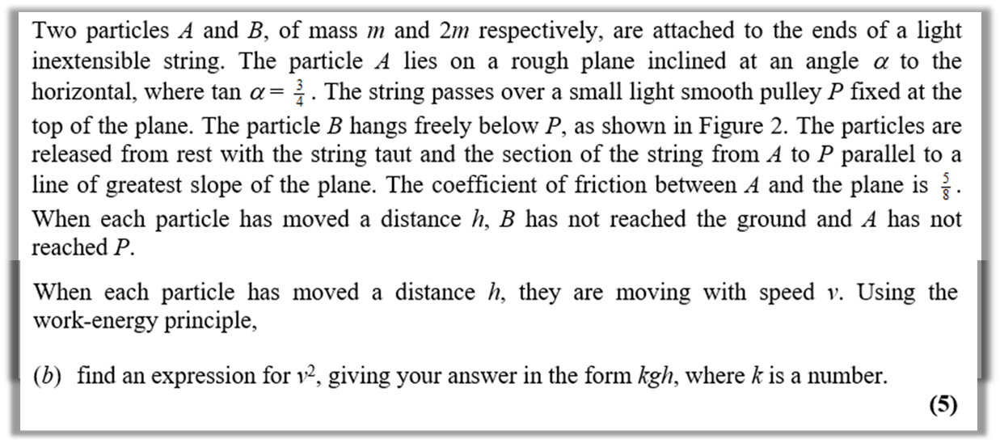 Two particles A and B, of mass m and 2m respectively, are attached to the ends of a light
inextensible string. The particle A lies on a rough plane inclined at an angle α to the
horizontal, where tan α = 3/4 . The string passes over a small light smooth pulley P fixed at the
top of the plane. The particle B hangs freely below P, as shown in Figure 2. The particles are
released from rest with the string taut and the section of the string from A to P parallel to a
line of greatest slope of the plane. The coefficient of friction between A and the plane is 5/8 .
When each particle has moved a distance h, B has not reached the ground and A has not
reached P.
When each particle has moved a distance h, they are moving with speed v. Using the
work-energy principle,
(b) find an expression for v², giving your answer in the form kgh, where k is a number.
(5)